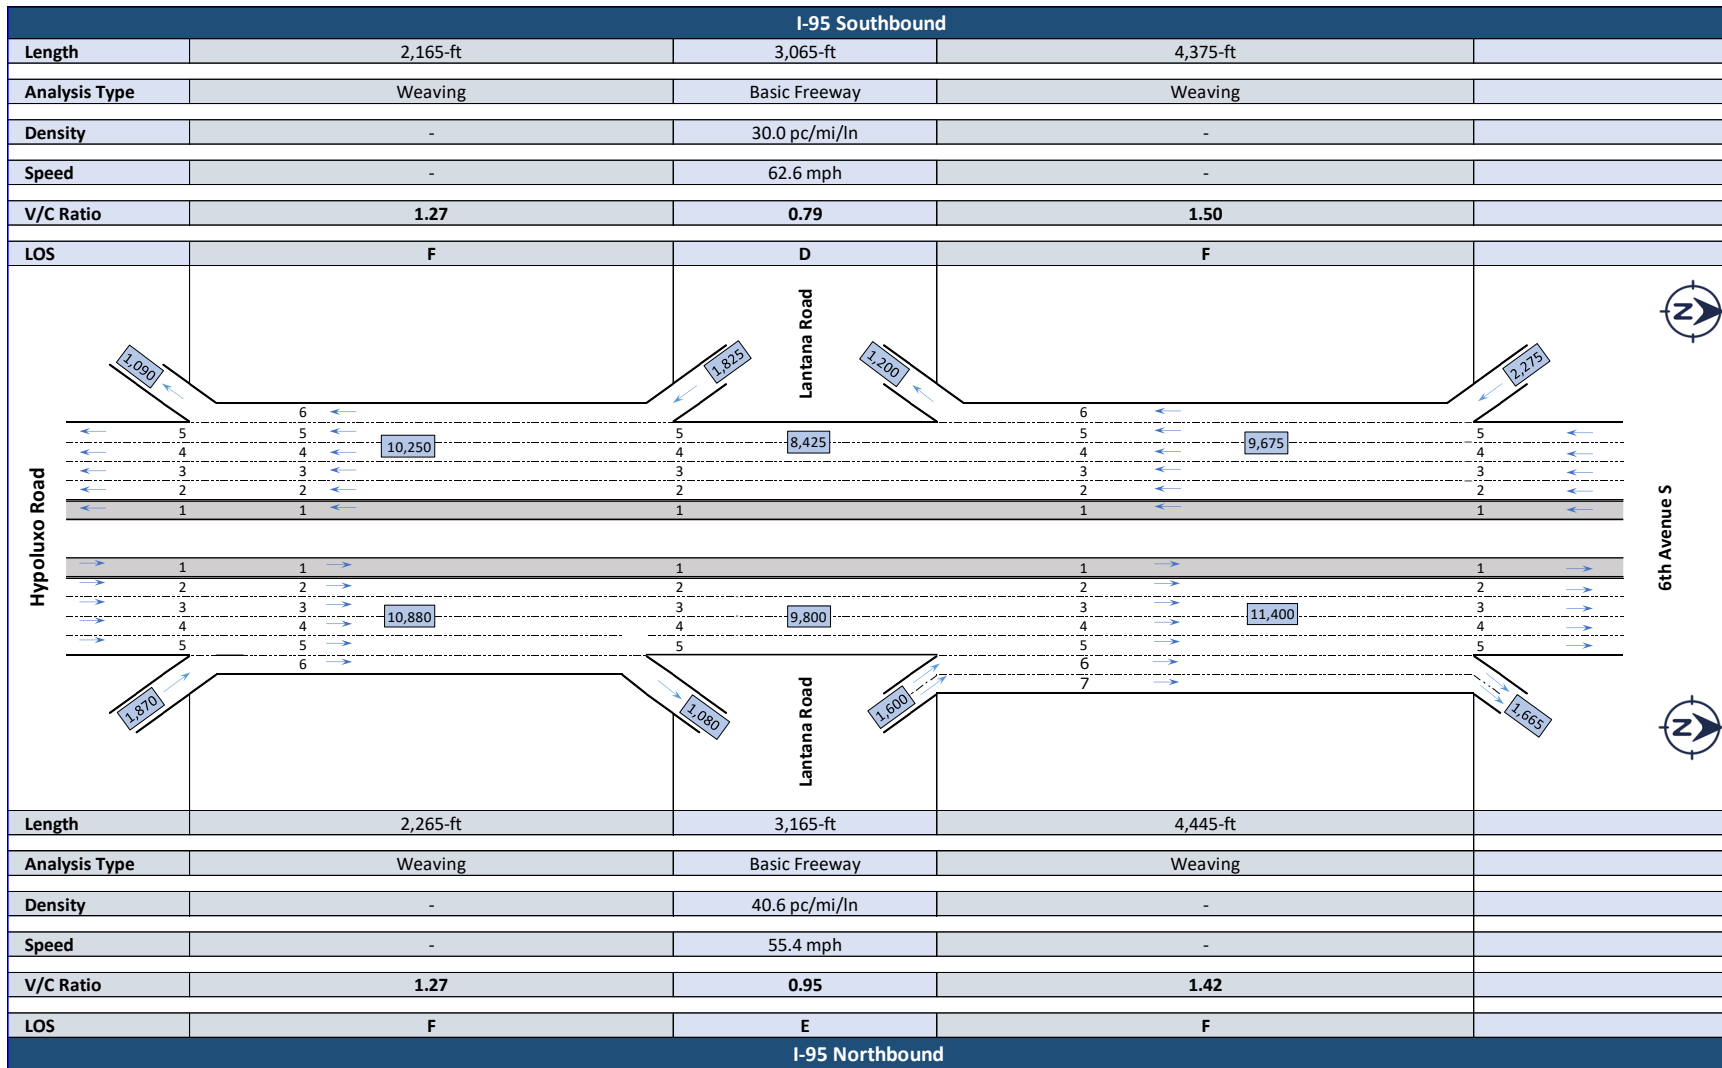 I-95 Southbound
Length 2,165-ft 3,065-ft 4,375-ft
Analysis Type Weaving Basic Freeway Weaving
Density - 30.0 pc/mi/ln -
Speed - 62.6 mph -
V/C Ratio 1.27 0.79 1.50
LOS F D F
Lantana Road
N
1,090 1,825 1,200 2,275
6 6
5 5 5 5 5
10,250 8,425 9,675
4 4 4 4 4
3 3 3 3 3
2 2 2 2 2
1 1 1 1 1
Hypoluxo Road
6th Avenue S
1 1 1 1 1
2 2 2 2 2
3 3 3 3 3
10,880 9,800 11,400
4 4 4 4 4
5 5 5 5 5
6 6
7
1,870 1,080 1,600 1,665
Lantana Road
N
Length 2,265-ft 3,165-ft 4,445-ft
Analysis Type Weaving Basic Freeway Weaving
Density - 40.6 pc/mi/ln -
Speed - 55.4 mph -
V/C Ratio 1.27 0.95 1.42
LOS F E F
I-95 Northbound